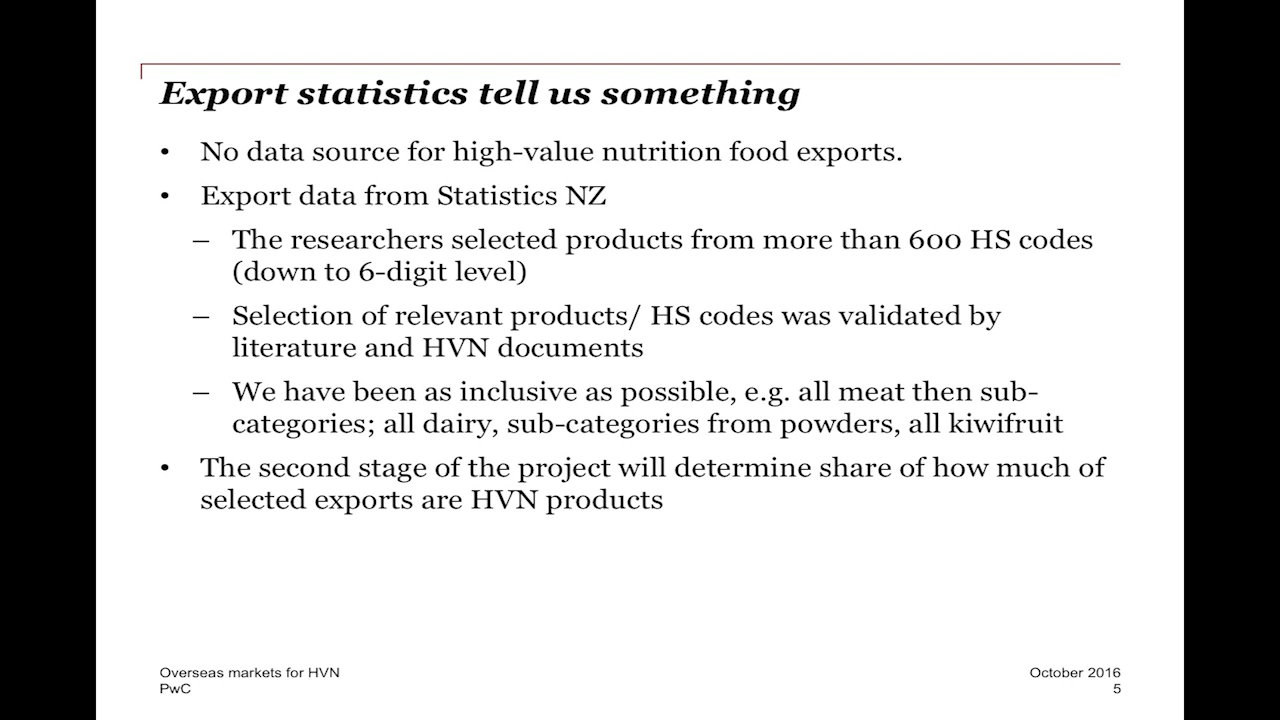 Export statistics tell us something
• No data source for high-value nutrition food exports.
• Export data from Statistics NZ
– The researchers selected products from more than 600 HS codes
(down to 6-digit level)
– Selection of relevant products/ HS codes was validated by
literature and HVN documents
– We have been as inclusive as possible, e.g. all meat then sub-
categories; all dairy, sub-categories from powders, all kiwifruit
• The second stage of the project will determine share of how much of
selected exports are HVN products
Overseas markets for HVN
PwC
October 2016
5